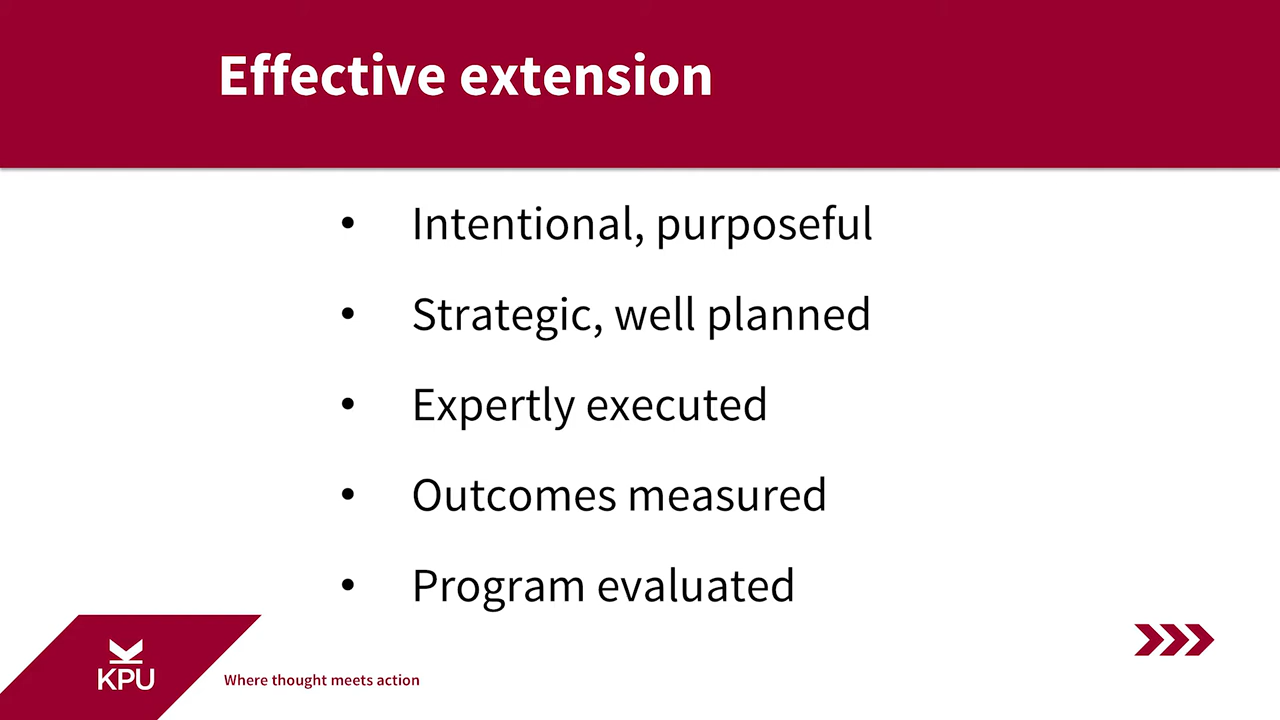 Effective extension
• Intentional, purposeful
• Strategic, well planned
• Expertly executed
• Outcomes measured
• Program evaluated
KPU
Where thought meets action